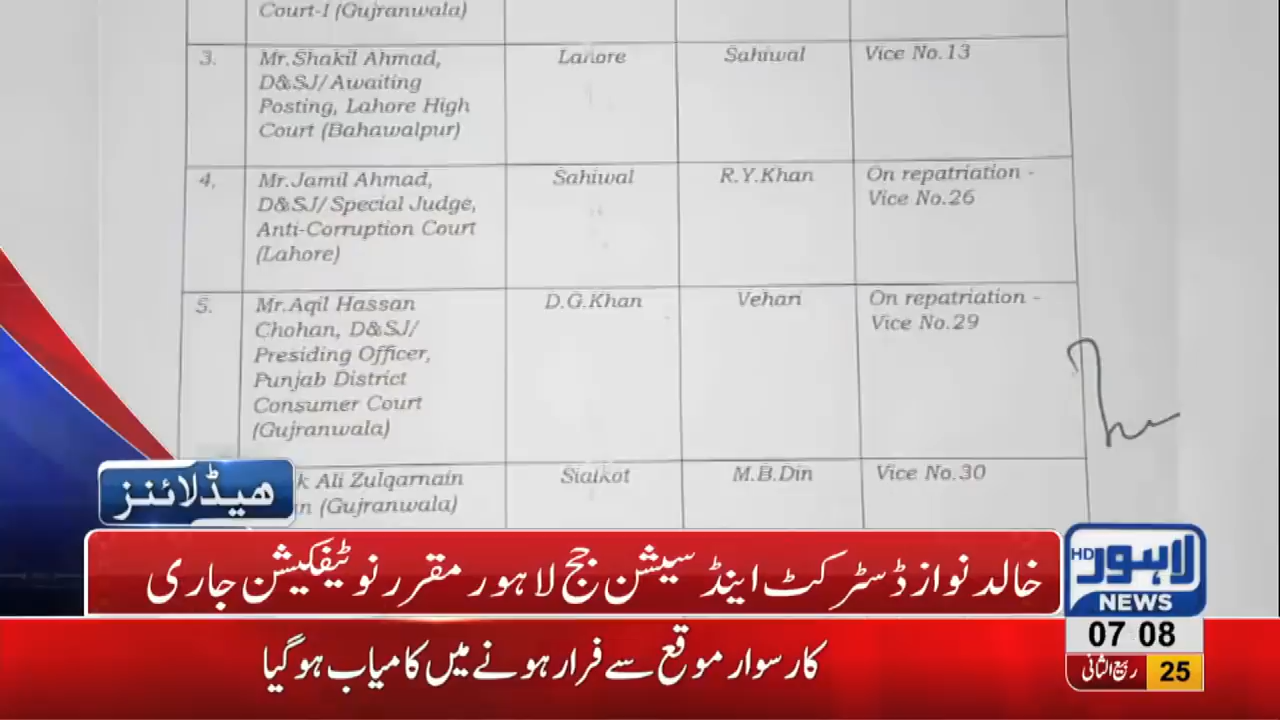 Court-I (Gujranwala)
3. Mr.Shakil Ahmad, Lahore Sahiwal Vice No.13
D&SJ/Awaiting
Posting, Lahore High
Court (Bahawalpur)
4. Mr.Jamil Ahmad, Sahiwal R.Y.Khan On repatriation -
D&SJ/Special Judge, Vice No.26
Anti-Corruption Court
(Lahore)
5. Mr.Aqil Hassan D.G.Khan Vehari On repatriation -
Chohan, D&SJ/ Vice No.29
Presiding Officer,
Punjab District
Consumer Court
(Gujranwala)
Ali Zulqarnain Sialkot M.B.Din Vice No.30
(Gujranwala)
ہیڈلائنز
خالد نواز ڈسٹرکٹ اینڈ سیشن جج لاہور مقرر نوٹیفکیشن جاری
کار سوار موقع سے فرار ہونے میں کامیاب ہوگیا
لاہور HD
NEWS
07 08
25 ربیع الثانی